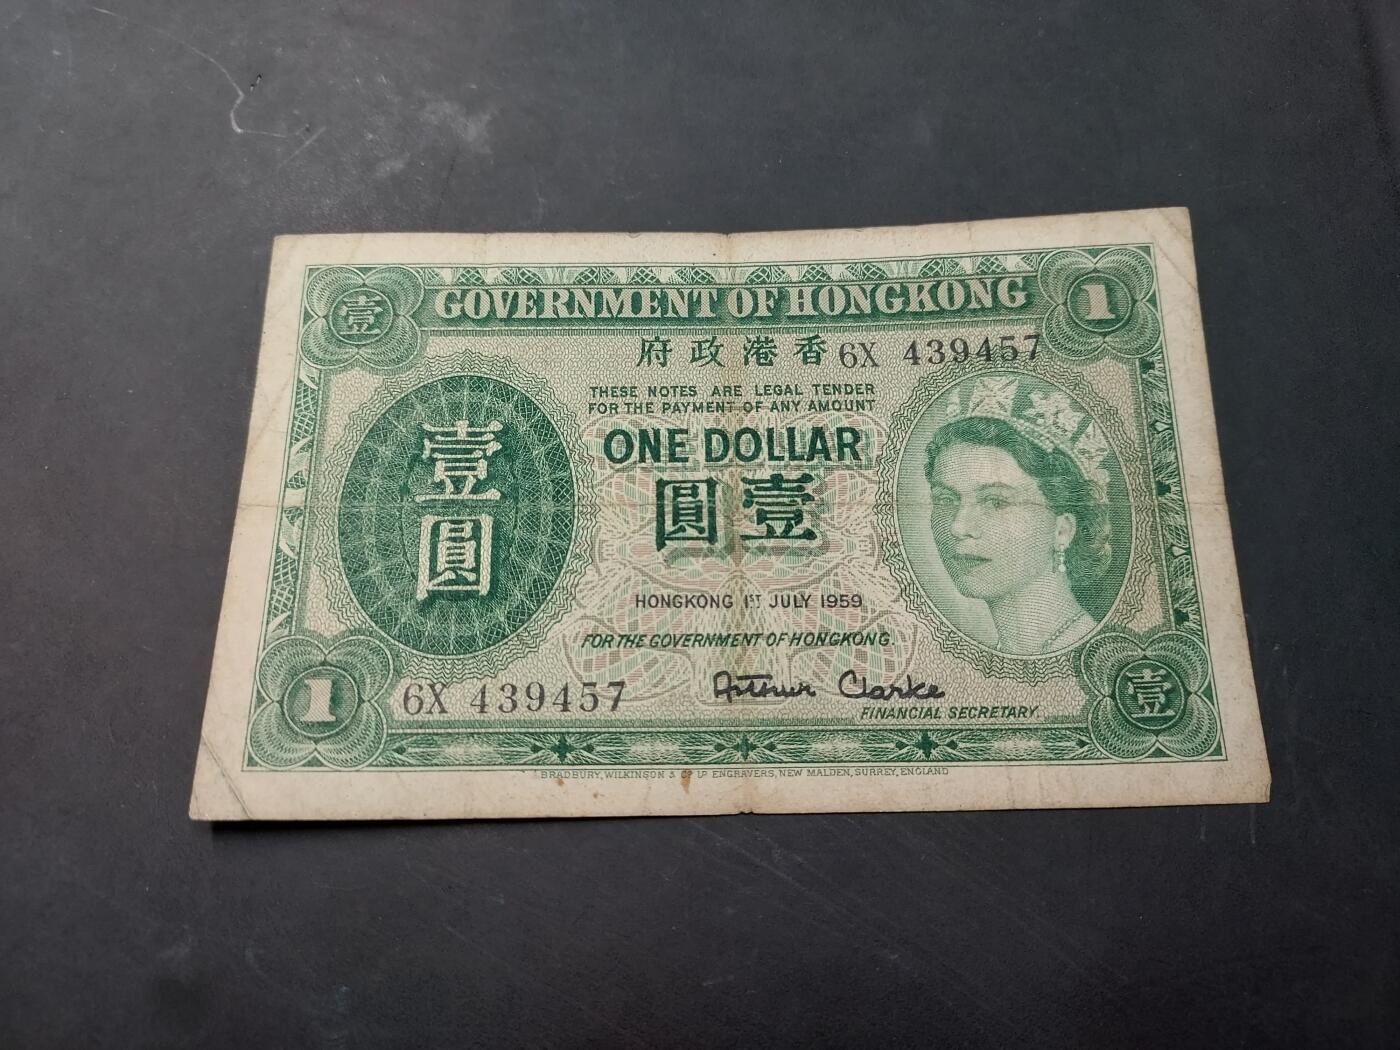 壹
GOVERNMENT OF HONGKONG
1
府政港香
6X 439457
THESE NOTES ARE LEGAL TENDER
FOR THE PAYMENT OF ANY AMOUNT
ONE DOLLAR
圓壹
壹
圓
HONGKONG 1ST JULY 1959
FOR THE GOVERNMENT OF HONGKONG.
1
6X 439457
Arthur Clarke
FINANCIAL SECRETARY.
壹
BRADBURY, WILKINSON & Co. LD. ENGRAVERS, NEW MALDEN, SURREY, ENGLAND